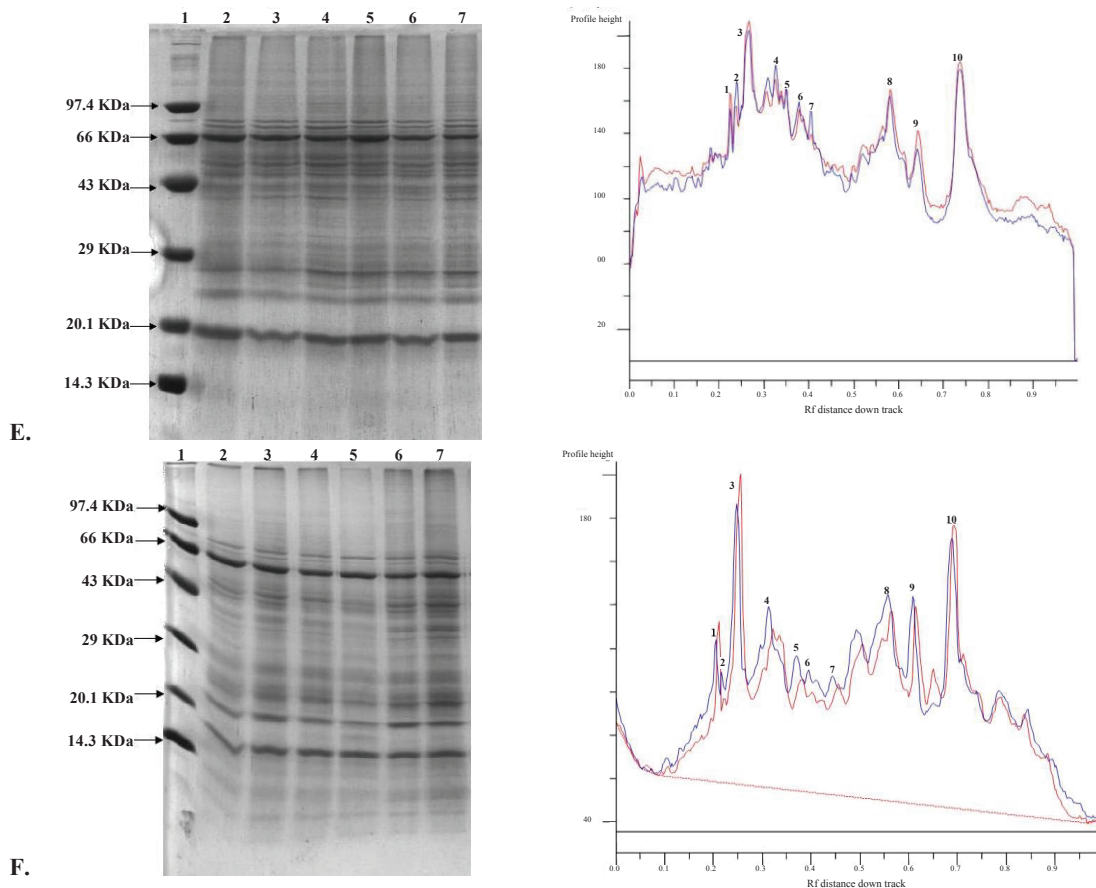 1 2 3 4 5 6 7
97.4 KDa
66 KDa
43 KDa
29 KDa
20.1 KDa
14.3 KDa
E.
Profile height
180
140
100
00
20
1 2 3 4 5 6 7 8 9 10
0.0 0.1 0.2 0.3 0.4 0.5 0.6 0.7 0.8 0.9
Rf distance down track
1 2 3 4 5 6 7
97.4 KDa
66 KDa
43 KDa
29 KDa
20.1 KDa
14.3 KDa
F.
Profile height
180
40
1 2 3 4 5 6 7 8 9 10
0.0 0.1 0.2 0.3 0.4 0.5 0.6 0.7 0.8 0.9
Rf distance down track